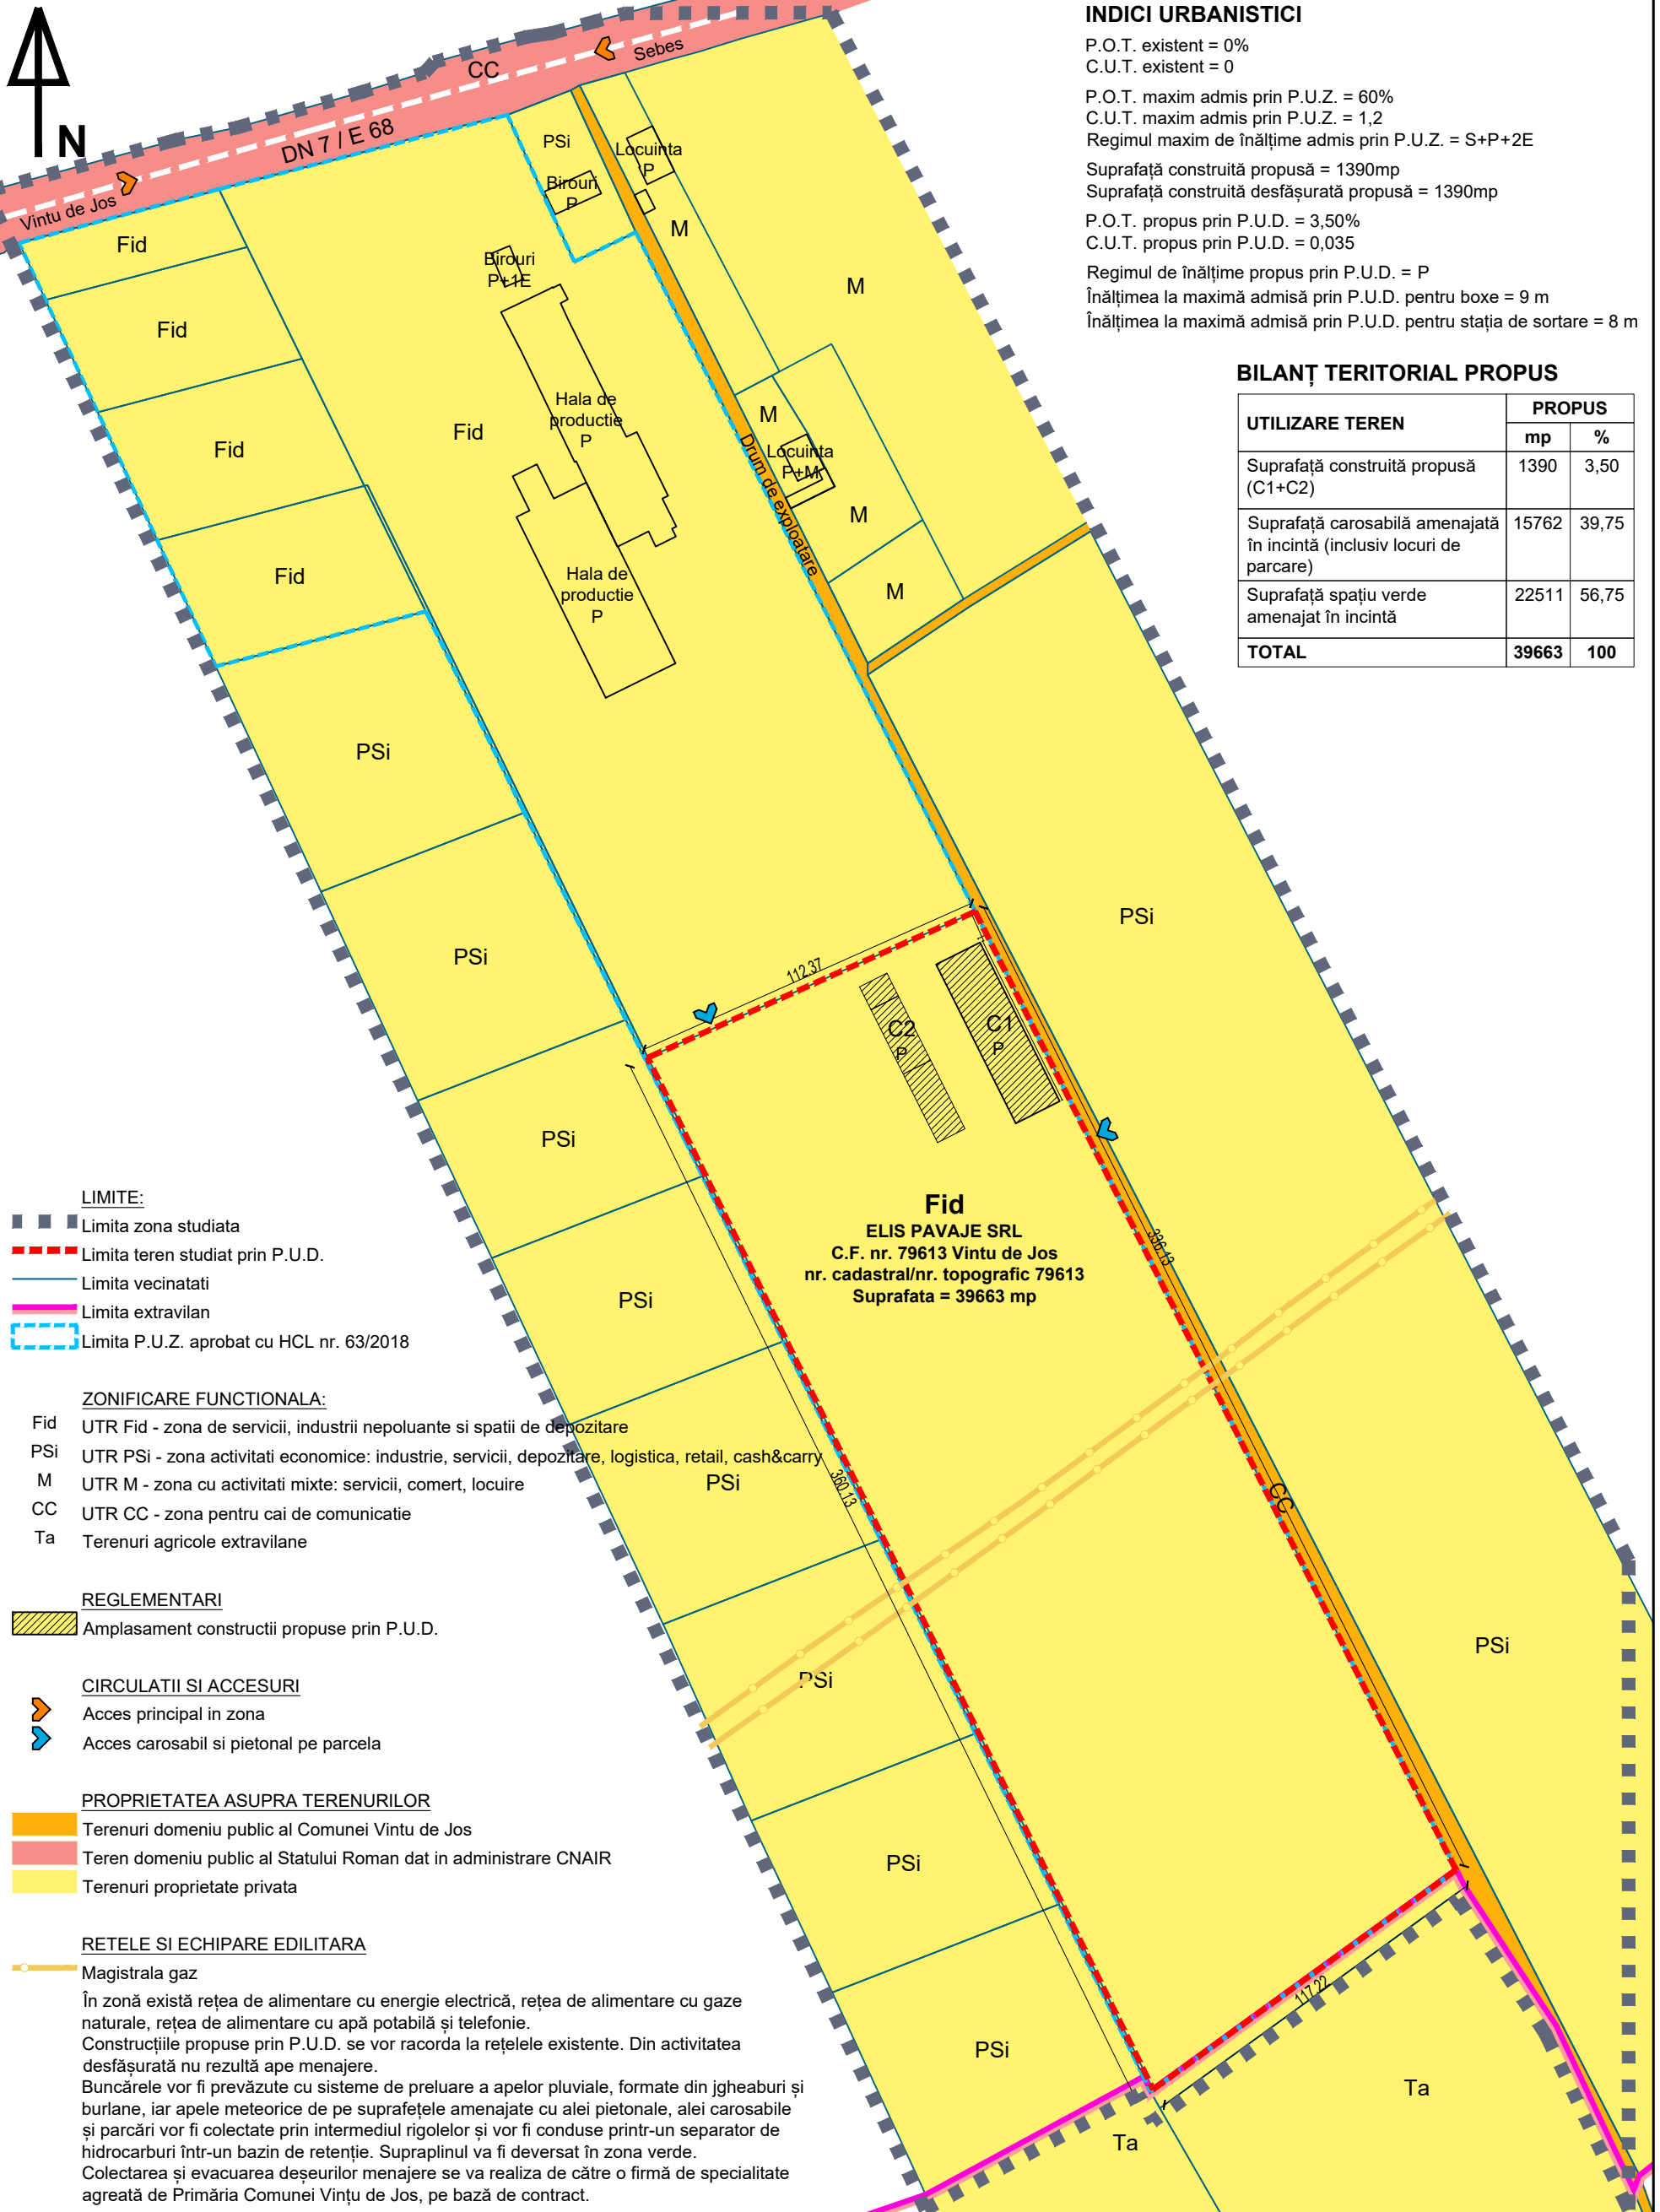 INDICI URBANISTICI
P.O.T. existent = 0%
C.U.T. existent = 0
P.O.T. maxim admis prin P.U.Z. = 60%
C.U.T. maxim admis prin P.U.Z. = 1,2
Regimul maxim de înălțime admis prin P.U.Z. = S+P+2E
Suprafață construită propusă = 1390mp
Suprafață construită desfășurată propusă = 1390mp
P.O.T. propus prin P.U.D. = 3,50%
C.U.T. propus prin P.U.D. = 0,035
Regimul de înălțime propus prin P.U.D. = P
Înălțimea la maximă admisă prin P.U.D. pentru boxe = 9 m
Înălțimea la maximă admisă prin P.U.D. pentru stația de sortare = 8 m
BILANȚ TERITORIAL PROPUS
UTILIZARE TEREN
PROPUS
mp %
Suprafață construită propusă 1390 3,50
(C1+C2)
Suprafață carosabilă amenajată 15762 39,75
în incintă (inclusiv locuri de
parcare)
Suprafață spațiu verde 22511 56,75
amenajat în incintă
TOTAL 39663 100
N
CC
Sebes
DN 7 / E 68
Vintu de Jos
PSi
Locuinta
P
Birouri
P
M
Fid
Birouri
P+1E
M
Fid
Fid
Hala de
productie
P
Fid
M
Locuinta
P+M
Drum de exploatare
M
Fid
Hala de
productie
P
M
PSi
PSi
PSi
112,37
C2
P
C1
P
PSi
PSi
Fid
ELIS PAVAJE SRL
C.F. nr. 79613 Vintu de Jos
nr. cadastral/nr. topografic 79613
Suprafata = 39663 mp
336,13
PSi
360,13
CC
PSi
PSi
PSi
PSi
117,22
Ta
Ta
LIMITE:
Limita zona studiata
Limita teren studiat prin P.U.D.
Limita vecinatati
Limita extravilan
Limita P.U.Z. aprobat cu HCL nr. 63/2018
ZONIFICARE FUNCTIONALA:
Fid UTR Fid - zona de servicii, industrii nepoluante si spatii de depozitare
PSi UTR PSi - zona activitati economice: industrie, servicii, depozitare, logistica, retail, cash&carry
M UTR M - zona cu activitati mixte: servicii, comert, locuire
CC UTR CC - zona pentru cai de comunicatie
Ta Terenuri agricole extravilane
REGLEMENTARI
Amplasament constructii propuse prin P.U.D.
CIRCULATII SI ACCESURI
Acces principal in zona
Acces carosabil si pietonal pe parcela
PROPRIETATEA ASUPRA TERENURILOR
Terenuri domeniu public al Comunei Vintu de Jos
Teren domeniu public al Statului Roman dat in administrare CNAIR
Terenuri proprietate privata
RETELE SI ECHIPARE EDILITARA
Magistrala gaz
În zonă există rețea de alimentare cu energie electrică, rețea de alimentare cu gaze
naturale, rețea de alimentare cu apă potabilă și telefonie.
Construcțiile propuse prin P.U.D. se vor racorda la rețelele existente. Din activitatea
desfășurată nu rezultă ape menajere.
Buncărele vor fi prevăzute cu sisteme de preluare a apelor pluviale, formate din jgheaburi și
burlane, iar apele meteorice de pe suprafețele amenajate cu alei pietonale, alei carosabile
și parcări vor fi colectate prin intermediul rigolelor și vor fi conduse printr-un separator de
hidrocarburi într-un bazin de retenție. Supraplinul va fi deversat în zona verde.
Colectarea și evacuarea deșeurilor menajere se va realiza de către o firmă de specialitate
agreată de Primăria Comunei Vințu de Jos, pe bază de contract.